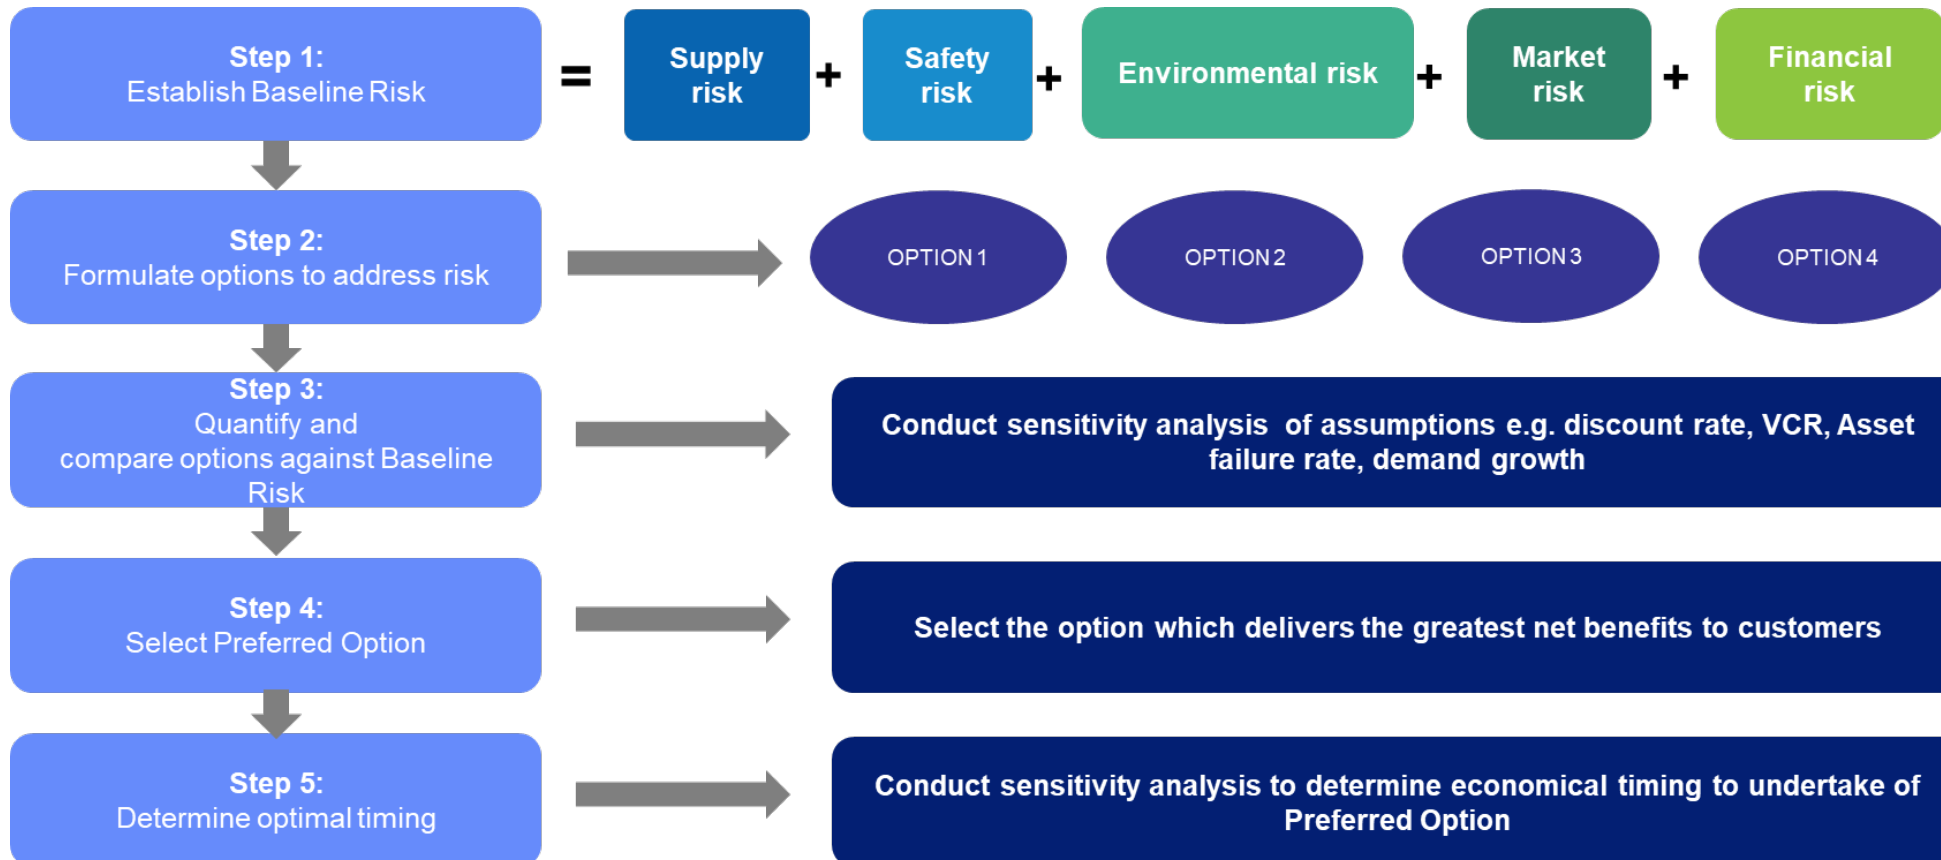 Step 1:
Establish Baseline Risk
=
Supply
risk
+
Safety
risk
+
Environmental risk
+
Market
risk
+
Financial
risk
Step 2:
Formulate options to address risk
OPTION 1
OPTION 2
OPTION 3
OPTION 4
Step 3:
Quantify and
compare options against Baseline
Risk
Conduct sensitivity analysis of assumptions e.g. discount rate, VCR, Asset
failure rate, demand growth
Step 4:
Select Preferred Option
Select the option which delivers the greatest net benefits to customers
Step 5:
Determine optimal timing
Conduct sensitivity analysis to determine economical timing to undertake of
Preferred Option